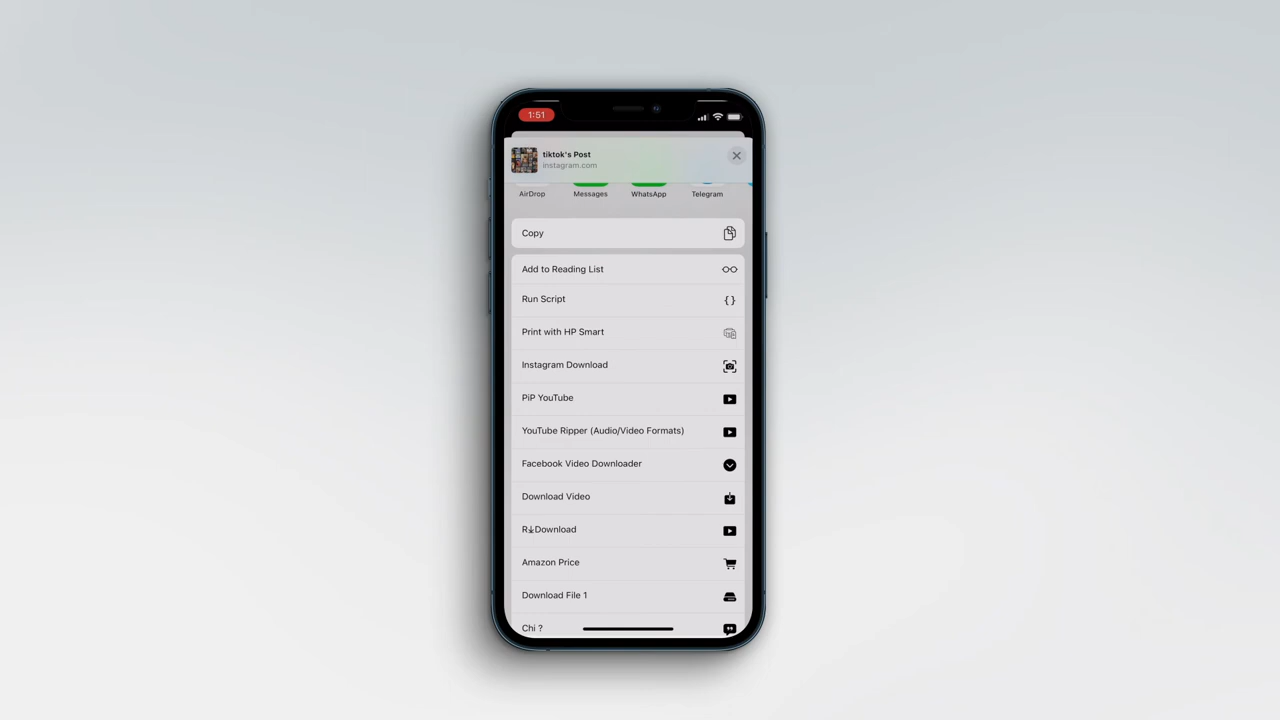 1:51
tiktok's Post
instagram.com
AirDrop Messages WhatsApp Telegram
Copy
Add to Reading List
Run Script
Print with HP Smart
Instagram Download
PiP YouTube
YouTube Ripper (Audio/Video Formats)
Facebook Video Downloader
Download Video
R↓Download
Amazon Price
Download File 1
Chi ?